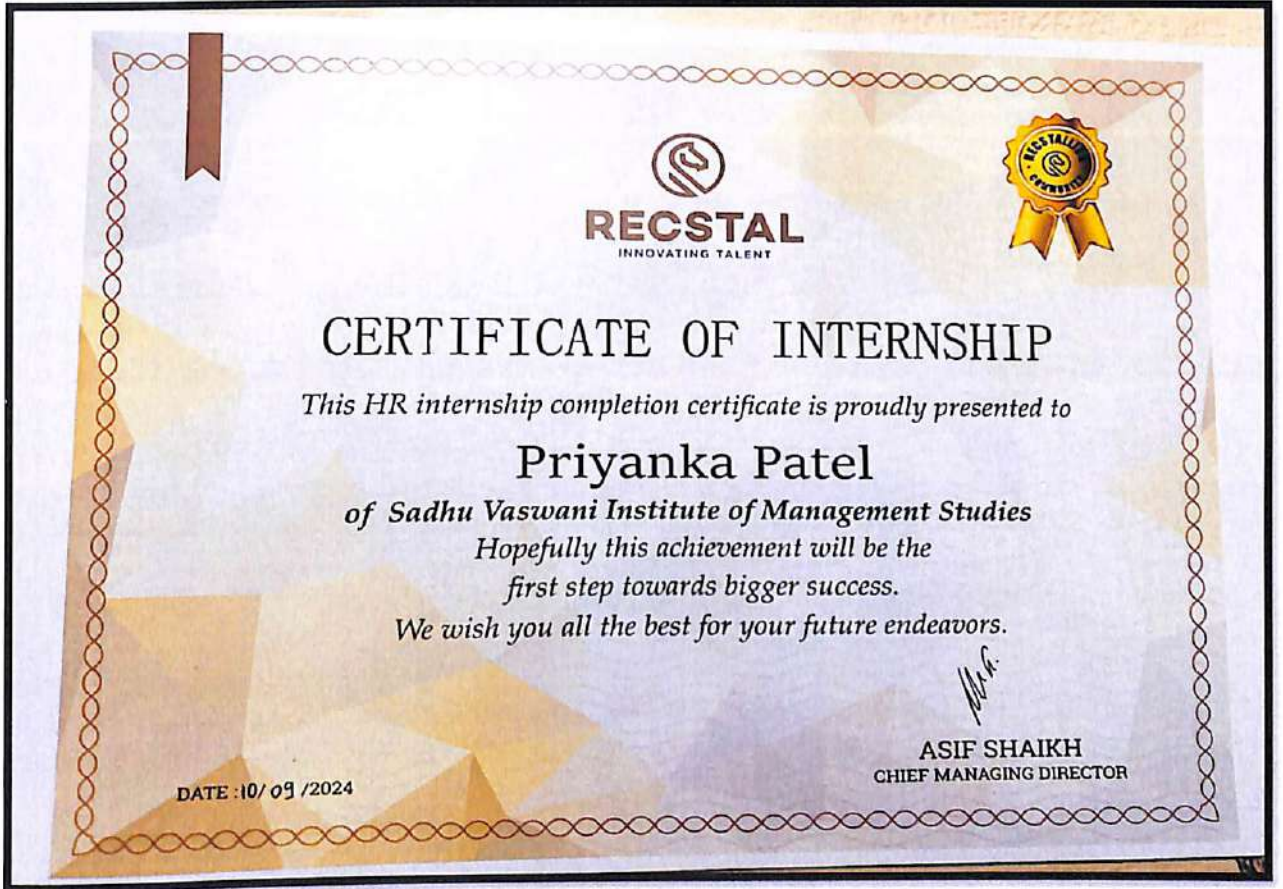 RECSTALLION
COMMUNITY
RECSTAL
INNOVATING TALENT
CERTIFICATE OF INTERNSHIP
This HR internship completion certificate is proudly presented to
Priyanka Patel
of Sadhu Vaswani Institute of Management Studies
Hopefully this achievement will be the
first step towards bigger success.
We wish you all the best for your future endeavors.
ASIF SHAIKH
CHIEF MANAGING DIRECTOR
DATE :10/09/2024